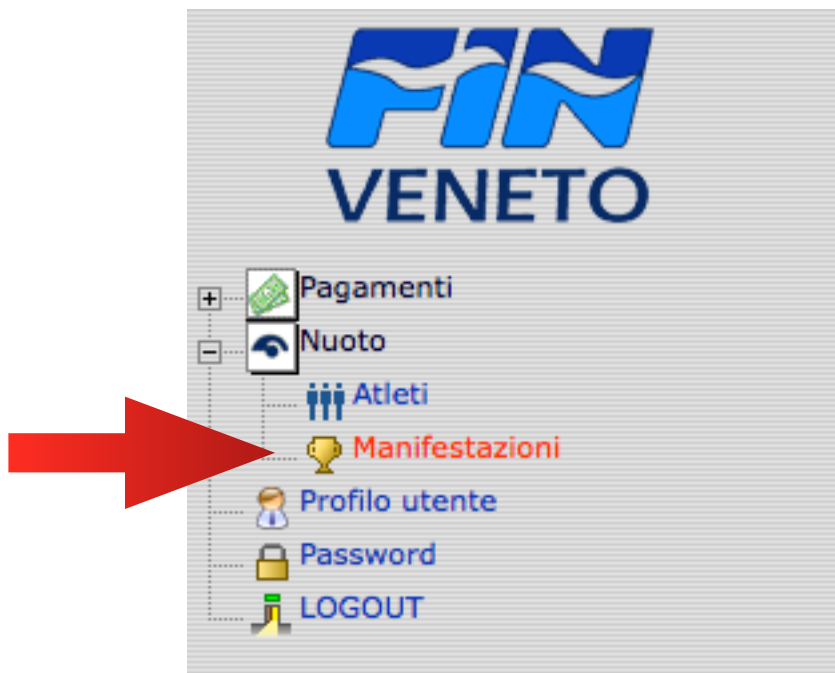 FIN
VENETO
Pagamenti
Nuoto
Atleti
Manifestazioni
Profilo utente
Password
LOGOUT